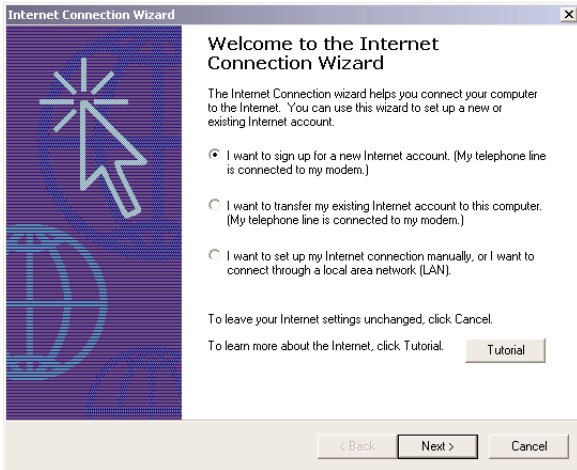 Internet Connection Wizard
Welcome to the Internet
Connection Wizard
The Internet Connection wizard helps you connect your computer
to the Internet. You can use this wizard to set up a new or
existing Internet account.
I want to sign up for a new Internet account. (My telephone line
is connected to my modem.)
I want to transfer my existing Internet account to this computer.
(My telephone line is connected to my modem.)
I want to set up my Internet connection manually, or I want to
connect through a local area network (LAN).
To leave your Internet settings unchanged, click Cancel.
To learn more about the Internet, click Tutorial.
Tutorial
< Back
Next >
Cancel